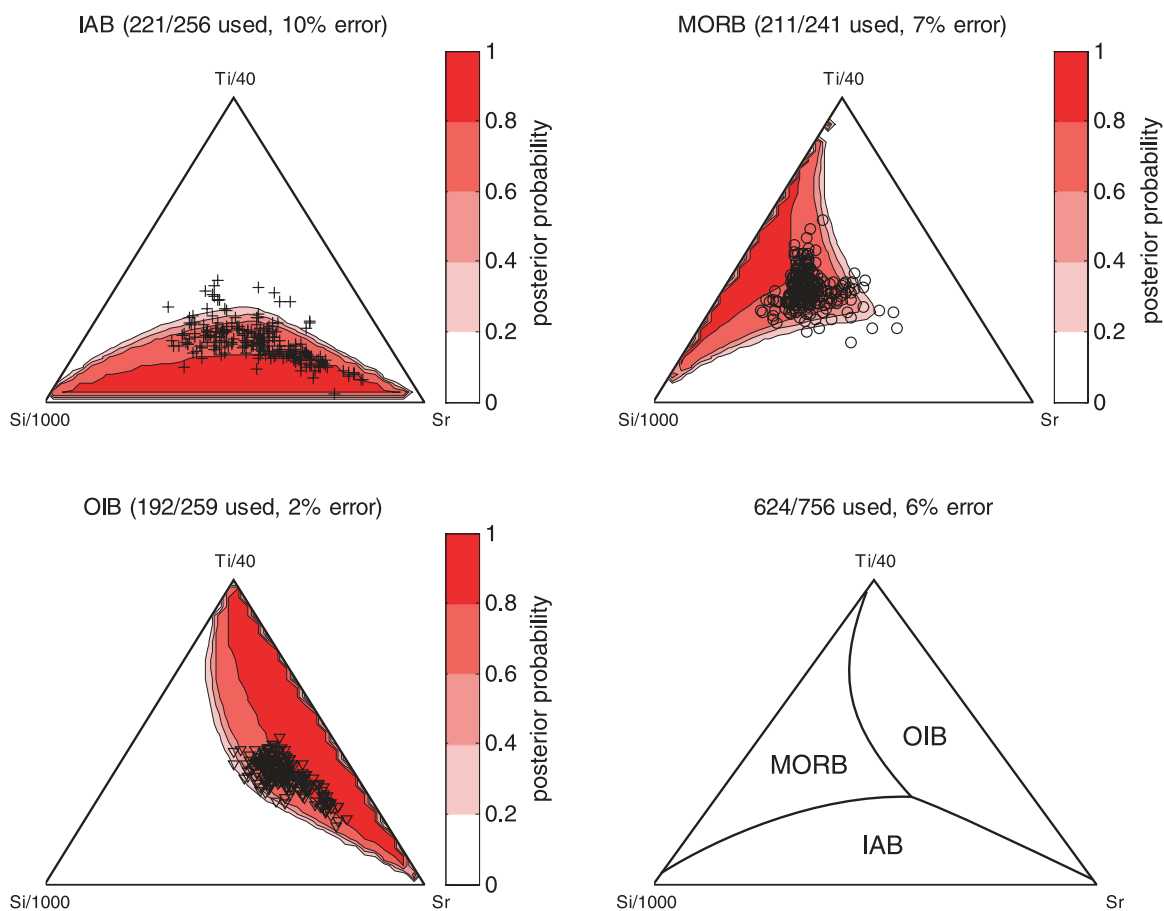 IAB (221/256 used, 10% error)
Ti/40
Si/1000
Sr
1
0.8
0.6
0.4
0.2
0
posterior probability
MORB (211/241 used, 7% error)
Ti/40
Si/1000
Sr
1
0.8
0.6
0.4
0.2
0
posterior probability
OIB (192/259 used, 2% error)
Ti/40
Si/1000
Sr
1
0.8
0.6
0.4
0.2
0
posterior probability
624/756 used, 6% error
Ti/40
OIB
MORB
IAB
Si/1000
Sr